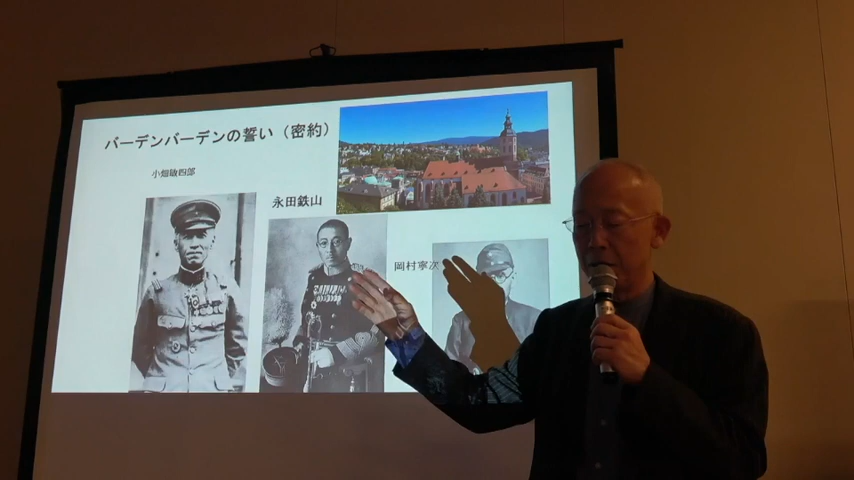 バーデンバーデンの誓い（密約）
小畑敏四郎
永田鉄山
岡村寧次